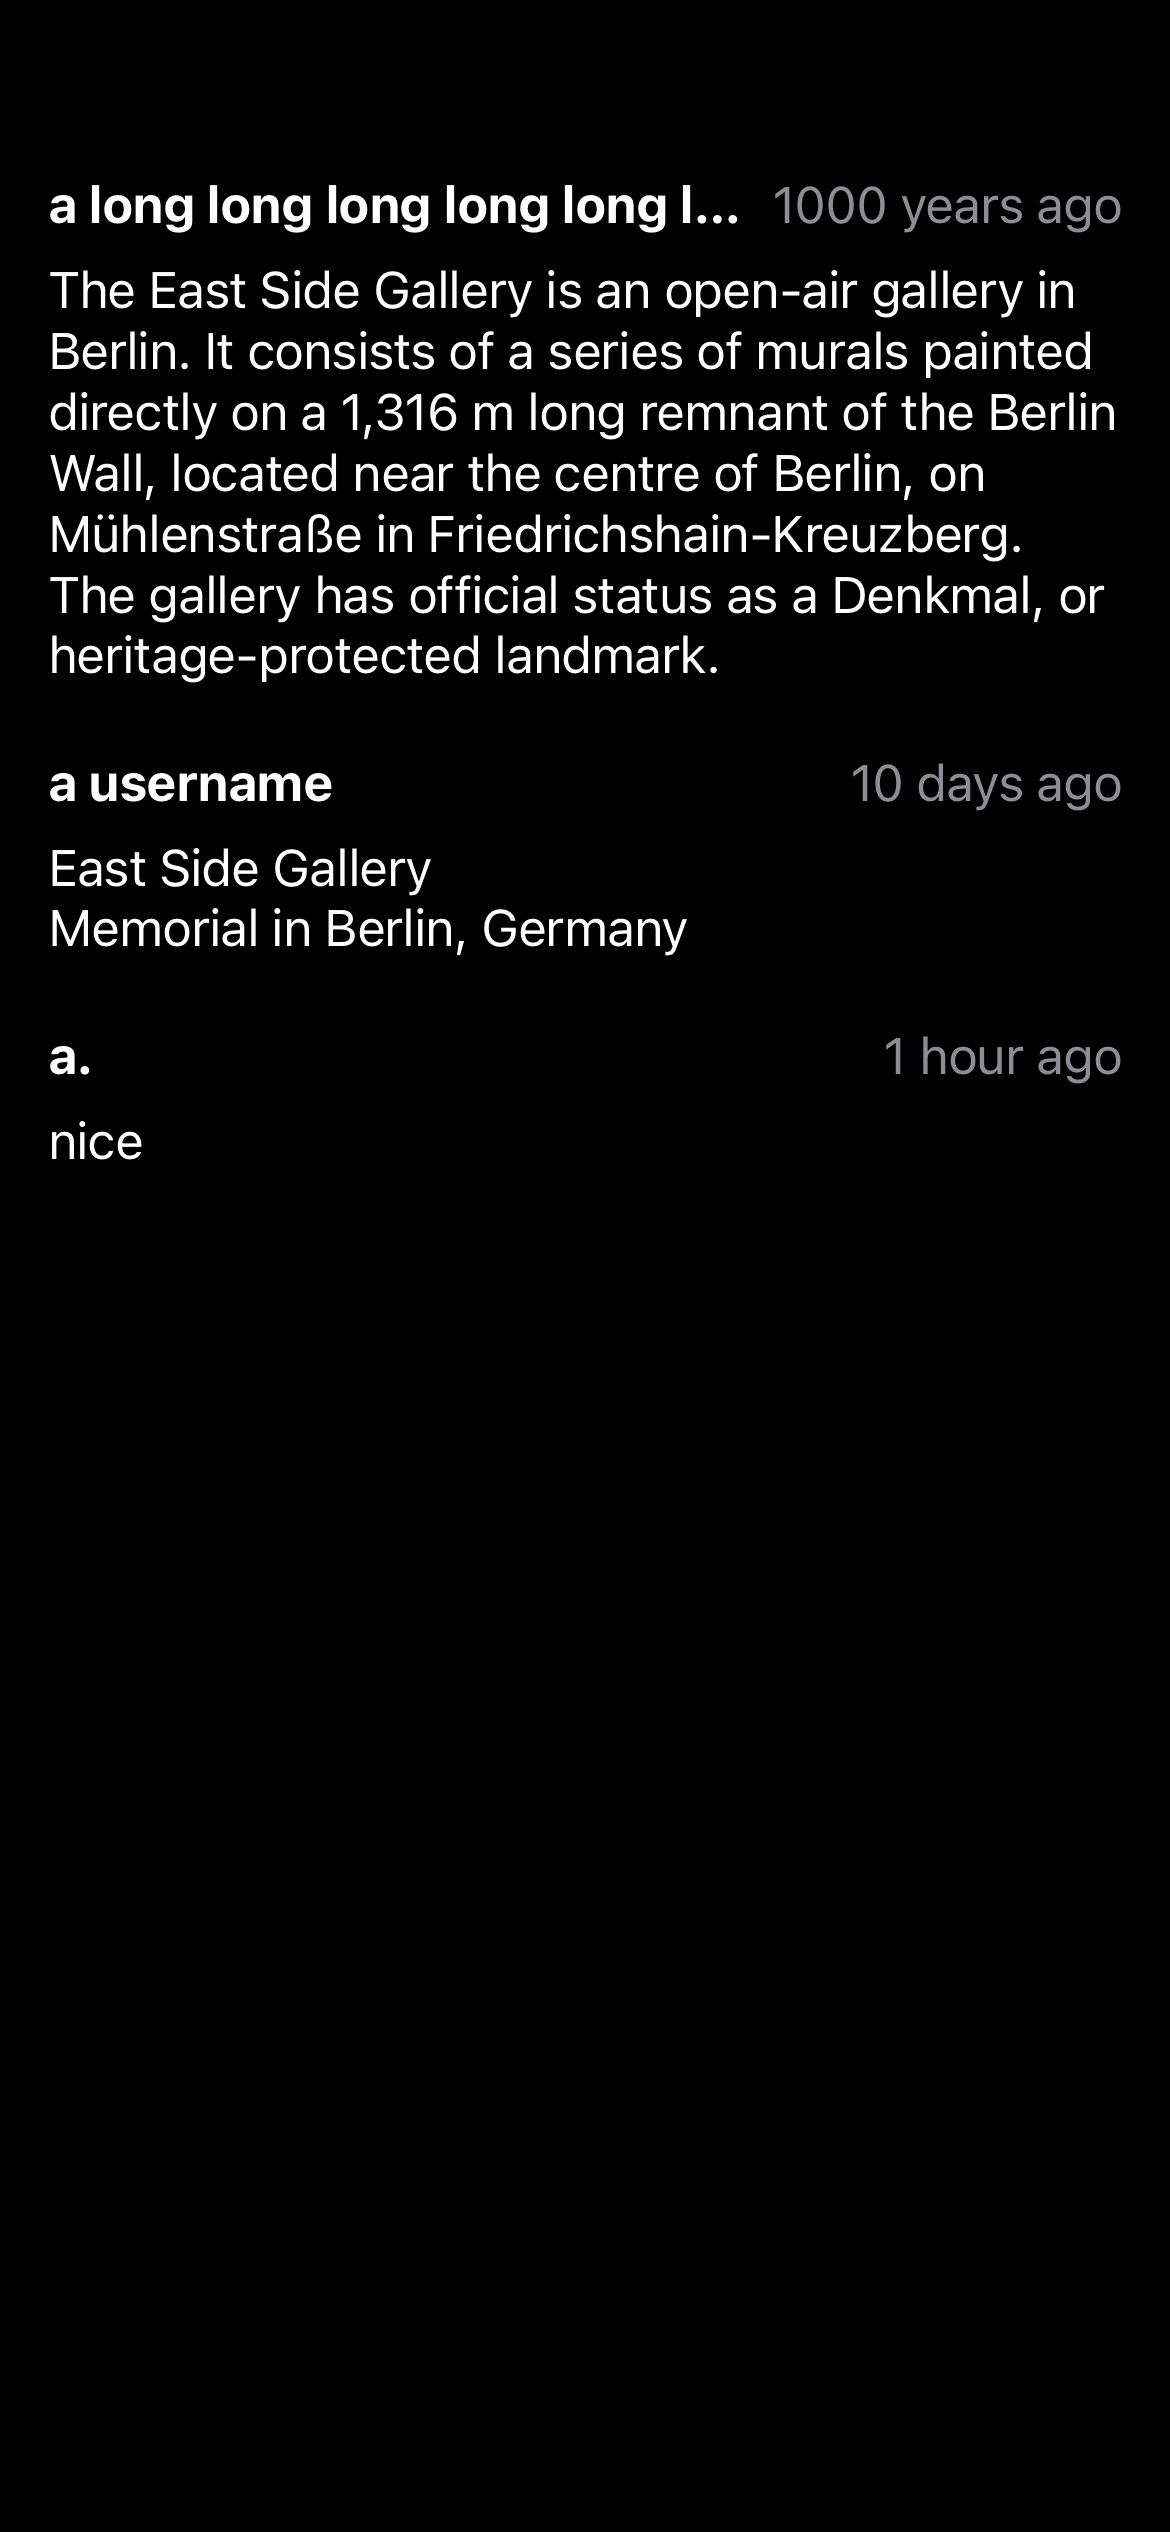 a long long long long long l... 1000 years ago
The East Side Gallery is an open-air gallery in
Berlin. It consists of a series of murals painted
directly on a 1,316 m long remnant of the Berlin
Wall, located near the centre of Berlin, on
Mühlenstraße in Friedrichshain-Kreuzberg.
The gallery has official status as a Denkmal, or
heritage-protected landmark.
a username 10 days ago
East Side Gallery
Memorial in Berlin, Germany
a. 1 hour ago
nice